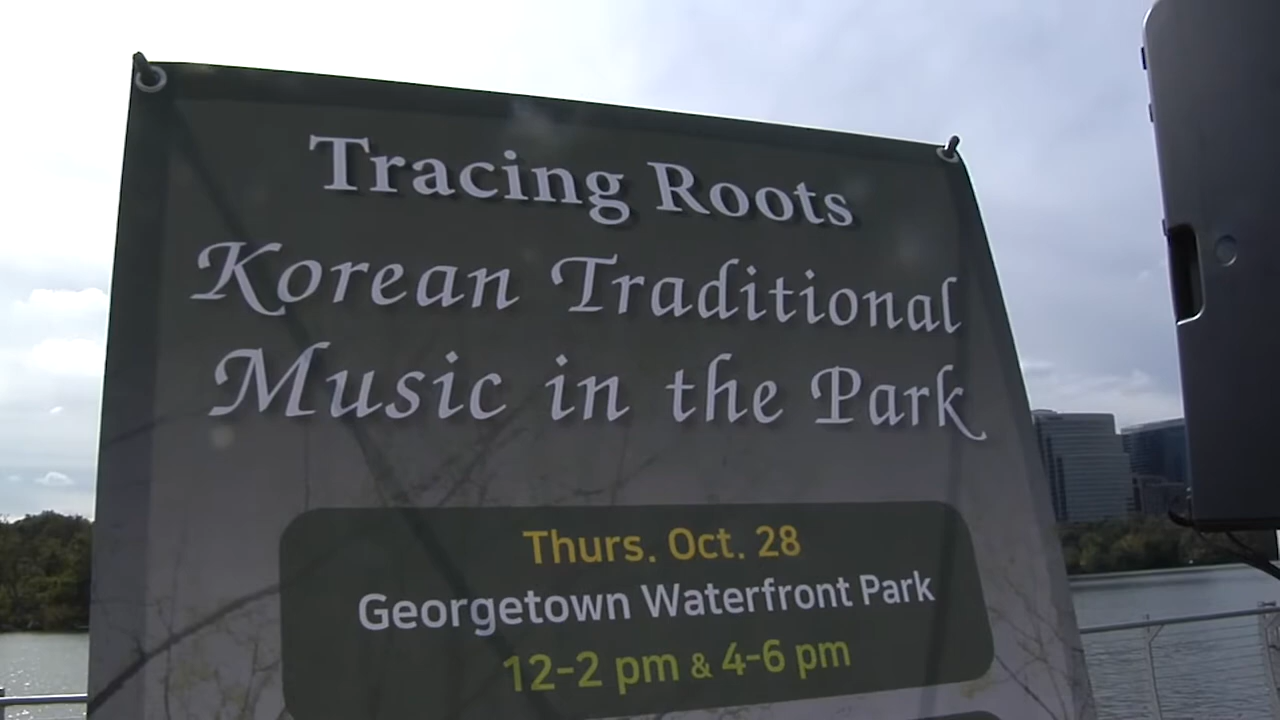 Tracing Roots
Korean Traditional
Music in the Park
Thurs. Oct. 28
Georgetown Waterfront Park
12-2 pm & 4-6 pm